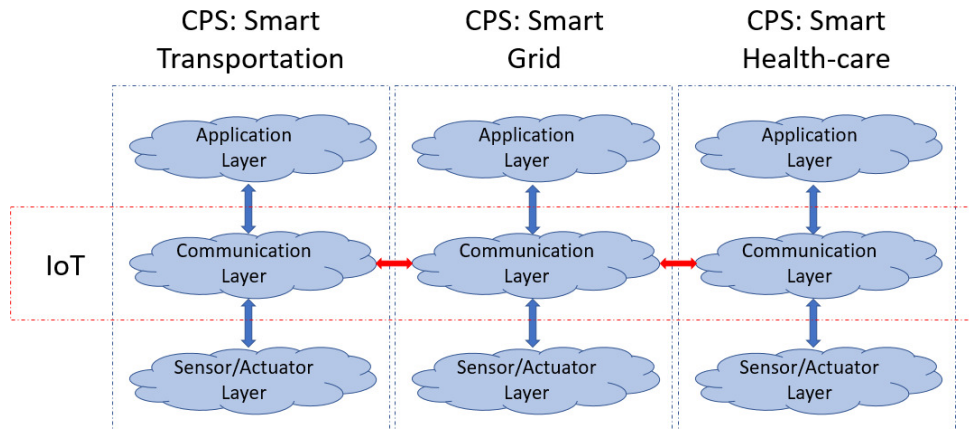 CPS: Smart
Transportation
CPS: Smart
Grid
CPS: Smart
Health-care
Application
Layer
Application
Layer
Application
Layer
IoT
Communication
Layer
Communication
Layer
Communication
Layer
Sensor/Actuator
Layer
Sensor/Actuator
Layer
Sensor/Actuator
Layer